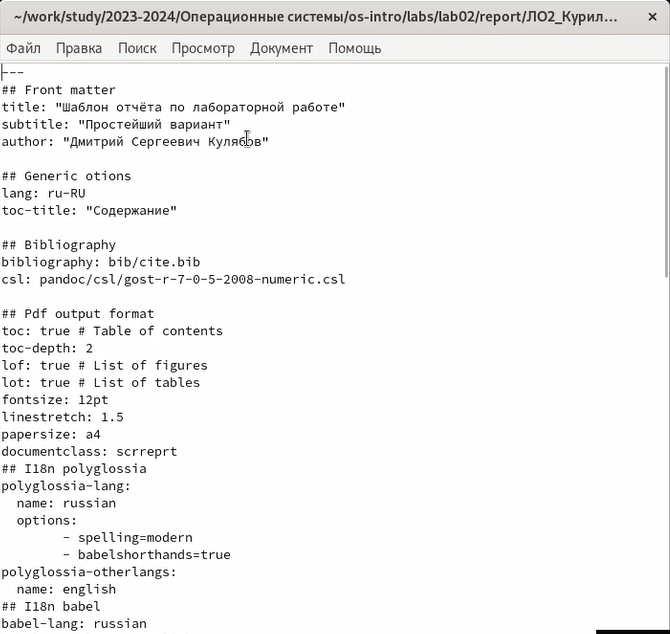 ~/work/study/2023-2024/Операционные системы/os-intro/labs/lab02/report/ЛО2_Курил...
Файл Правка Поиск Просмотр Документ Помощь
---
## Front matter
title: "Шаблон отчёта по лабораторной работе"
subtitle: "Простейший вариант"
author: "Дмитрий Сергеевич Кулябов"
## Generic otions
lang: ru-RU
toc-title: "Содержание"
## Bibliography
bibliography: bib/cite.bib
csl: pandoc/csl/gost-r-7-0-5-2008-numeric.csl
## Pdf output format
toc: true # Table of contents
toc-depth: 2
lof: true # List of figures
lot: true # List of tables
fontsize: 12pt
linestretch: 1.5
papersize: a4
documentclass: scrreprt
## I18n polyglossia
polyglossia-lang:
  name: russian
  options:
        - spelling=modern
        - babelshorthands=true
polyglossia-otherlangs:
  name: english
## I18n babel
babel-lang: russian